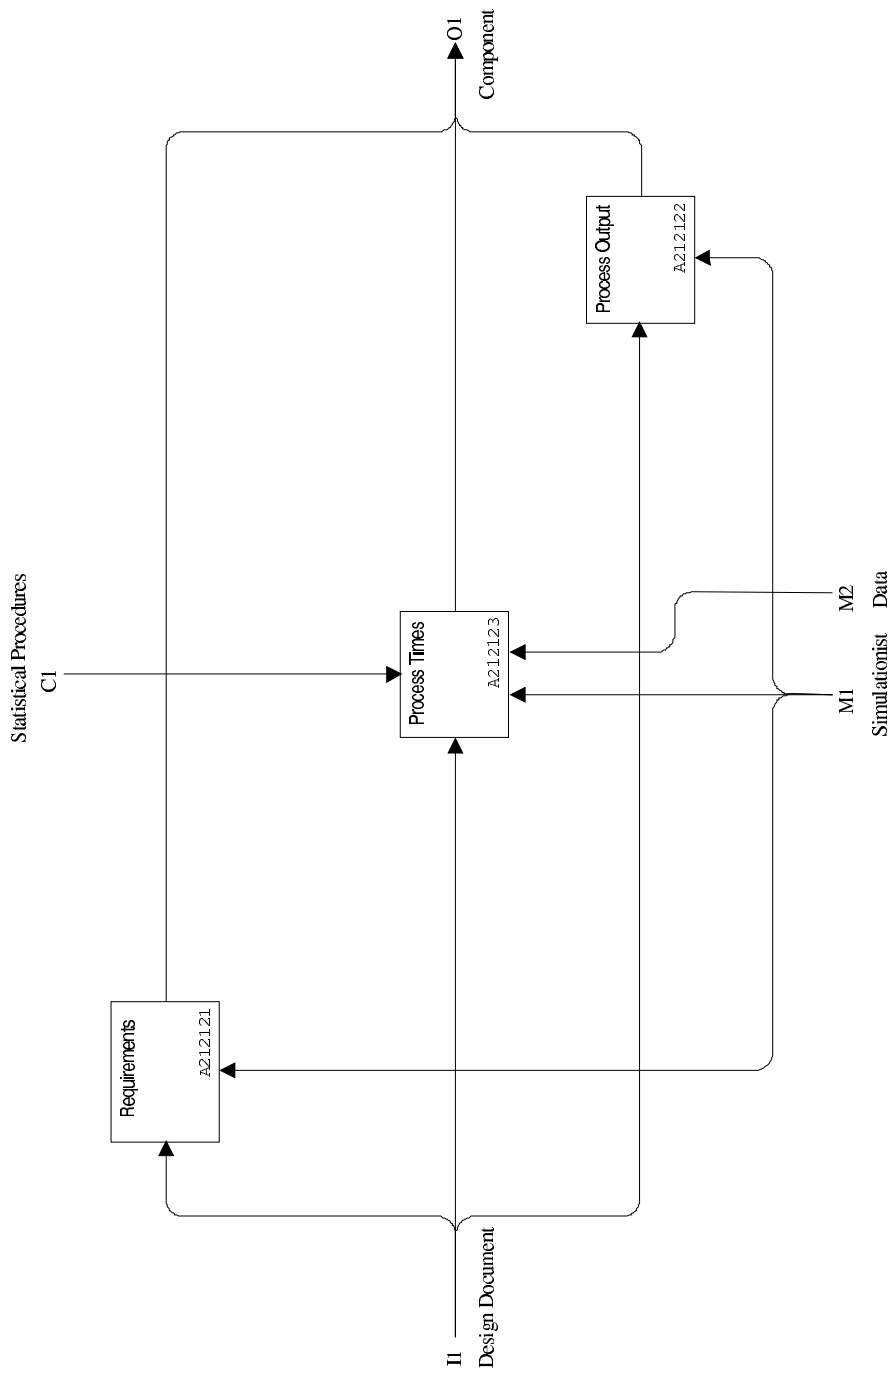 Statistical Procedures
C1
Requirements
A212121
Process Times
A212123
Process Output
A212122
I1
Design Document
O1
Component
M1
Simulationist
M2
Data